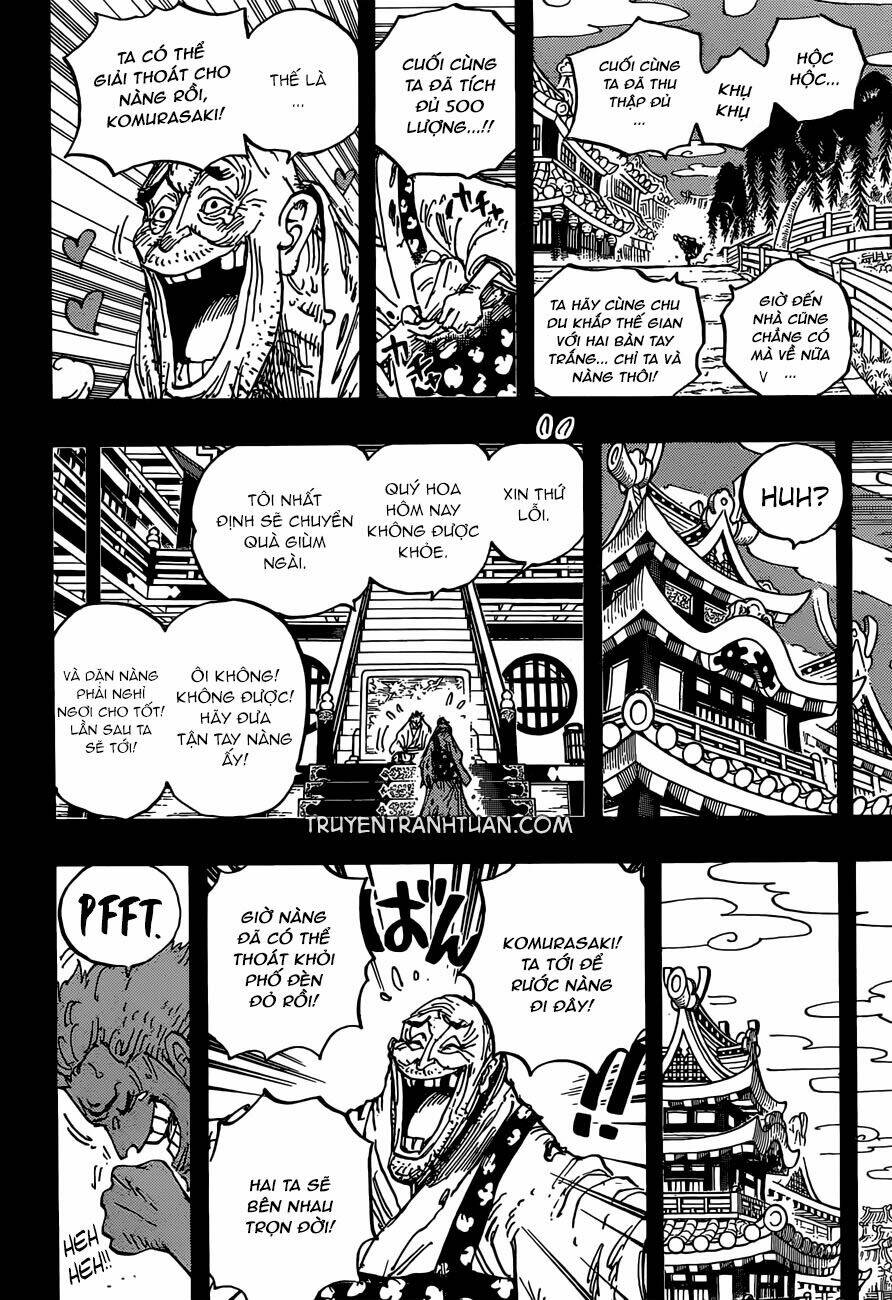 HỘC
HỘC...
KHỤ
KHỤ
CUỐI CÙNG
TA ĐÃ THU
THẬP ĐỦ
...
GIỜ ĐẾN
NHÀ CŨNG
CHẲNG CÓ
MÀ VỀ NỮA
...
TA HÃY CÙNG CHU
DU KHẮP THẾ GIAN
VỚI HAI BÀN TAY
TRẮNG... CHỈ TA VÀ
NÀNG THÔI!
CUỐI CÙNG
TA ĐÃ TÍCH
ĐỦ 500
LƯỢNG...!!
THẾ LÀ
...
TA CÓ THỂ
GIẢI THOÁT CHO
NÀNG RỒI,
KOMURASAKI!
HUH?
XIN THỨ
LỖI.
QUÝ HOA
HÔM NAY
KHÔNG ĐƯỢC
KHỎE.
TÔI NHẤT
ĐỊNH SẼ CHUYỂN
QUÀ GIÙM
NGÀI.
ÔI KHÔNG!
KHÔNG ĐƯỢC!
HÃY ĐƯA
TẬN TAY NÀNG
ẤY!
VÀ DẶN NÀNG
PHẢI NGHỈ
NGƠI CHO TỐT!
LẦN SAU TA
SẼ TỚI!
TRUYENTRANHTUAN.COM
KOMURASAKI!
TA TỚI ĐỂ
RƯỚC NÀNG
ĐI ĐÂY!
ばん
!!
GIỜ NÀNG
ĐÃ CÓ THỂ
THOÁT KHỎI
PHỐ ĐÈN
ĐỎ RỒI!
HAI TA SẼ
BÊN NHAU
TRỌN ĐỜI!
PFFT.
HEH
HEH!!